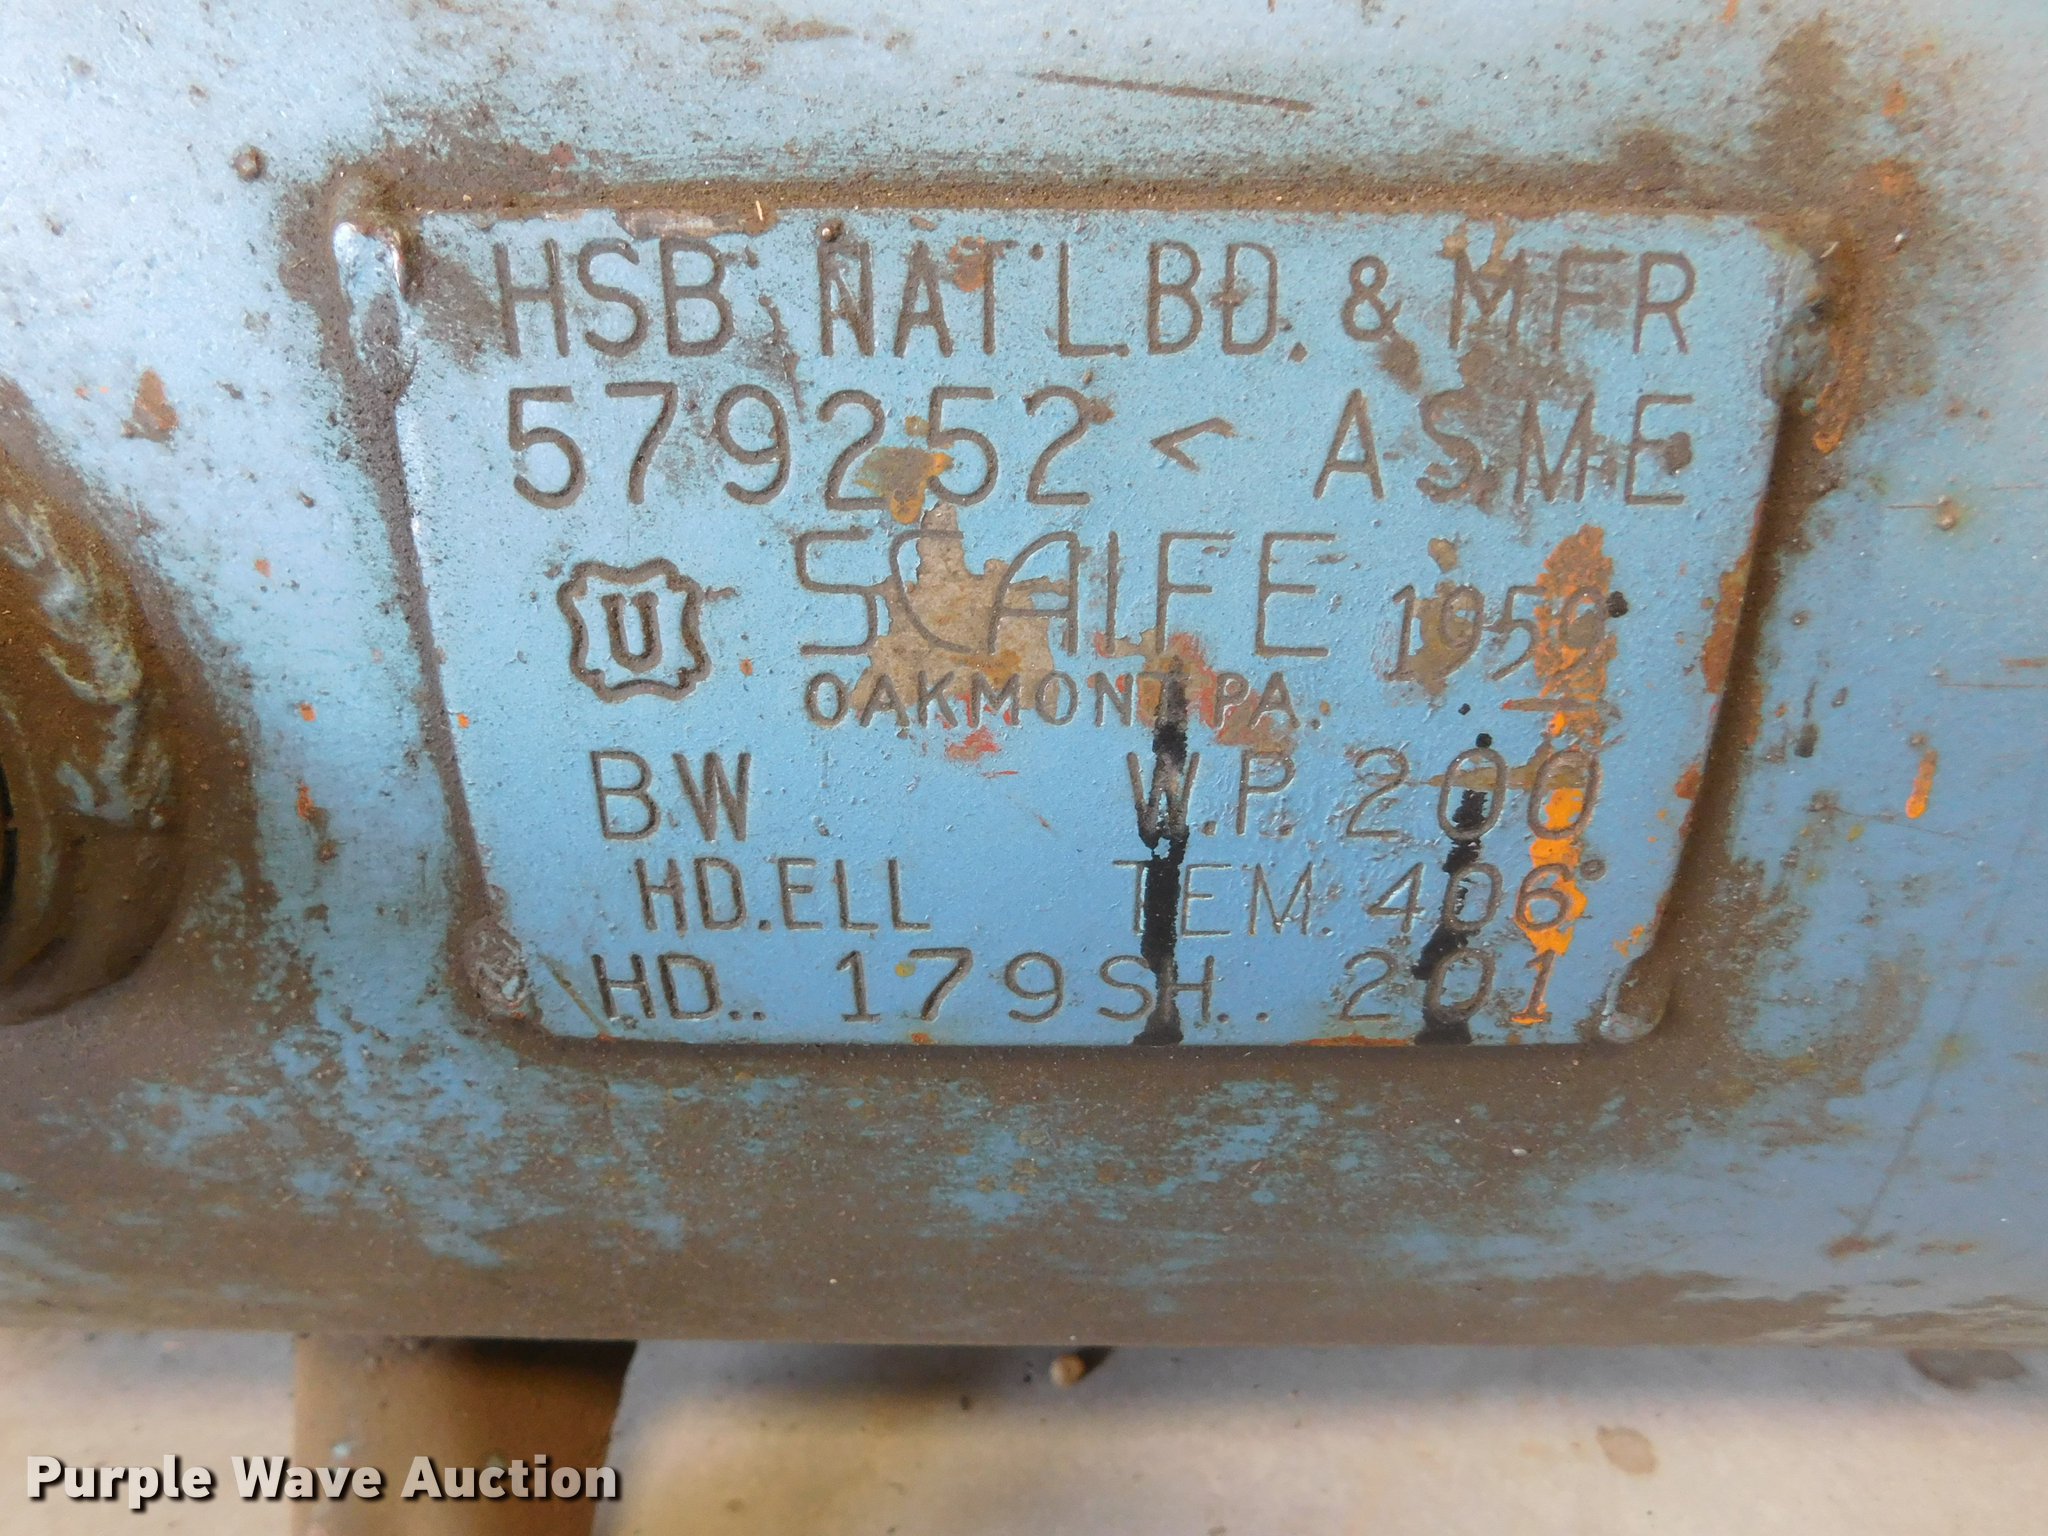 HSB NAT'L.BD. & MFR
579252 < ASME
U SCAIFE 1959
OAKMONT PA.
B.W W.P. 200
HD.ELL TEM. 406°
HD.. 179 SH.. 201
Purple Wave Auction